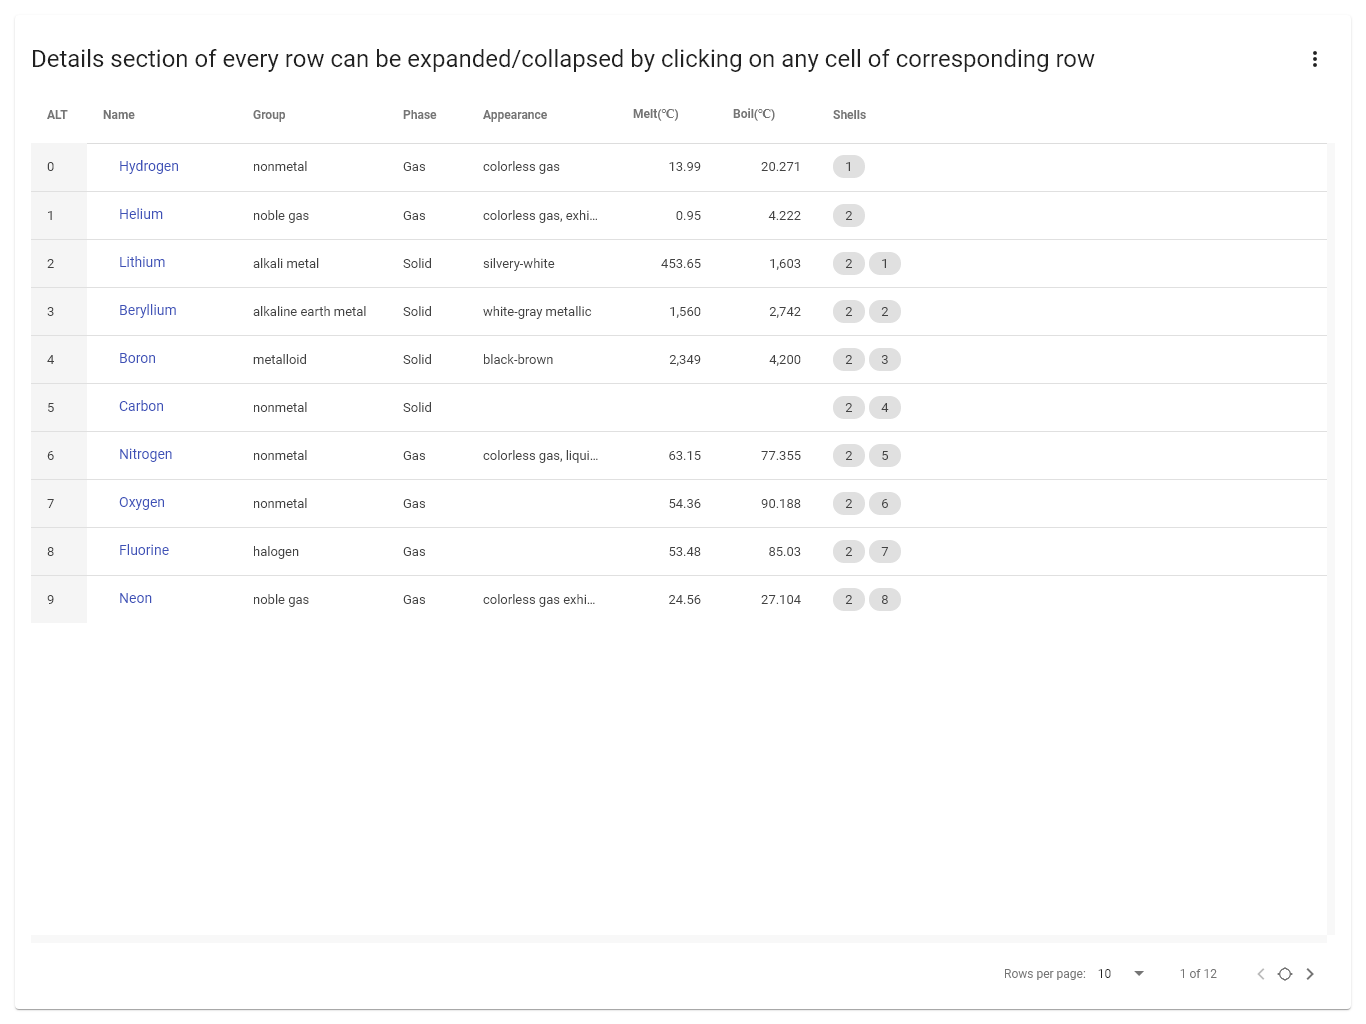 Details section of every row can be expanded/collapsed by clicking on any cell of corresponding row
ALT Name Group Phase Appearance Melt(°C) Boil(°C) Shells
0 Hydrogen nonmetal Gas colorless gas 13.99 20.271 1
1 Helium noble gas Gas colorless gas, exhi... 0.95 4.222 2
2 Lithium alkali metal Solid silvery-white 453.65 1,603 2 1
3 Beryllium alkaline earth metal Solid white-gray metallic 1,560 2,742 2 2
4 Boron metalloid Solid black-brown 2,349 4,200 2 3
5 Carbon nonmetal Solid 2 4
6 Nitrogen nonmetal Gas colorless gas, liqui... 63.15 77.355 2 5
7 Oxygen nonmetal Gas 54.36 90.188 2 6
8 Fluorine halogen Gas 53.48 85.03 2 7
9 Neon noble gas Gas colorless gas exhi... 24.56 27.104 2 8
Rows per page: 10 1 of 12